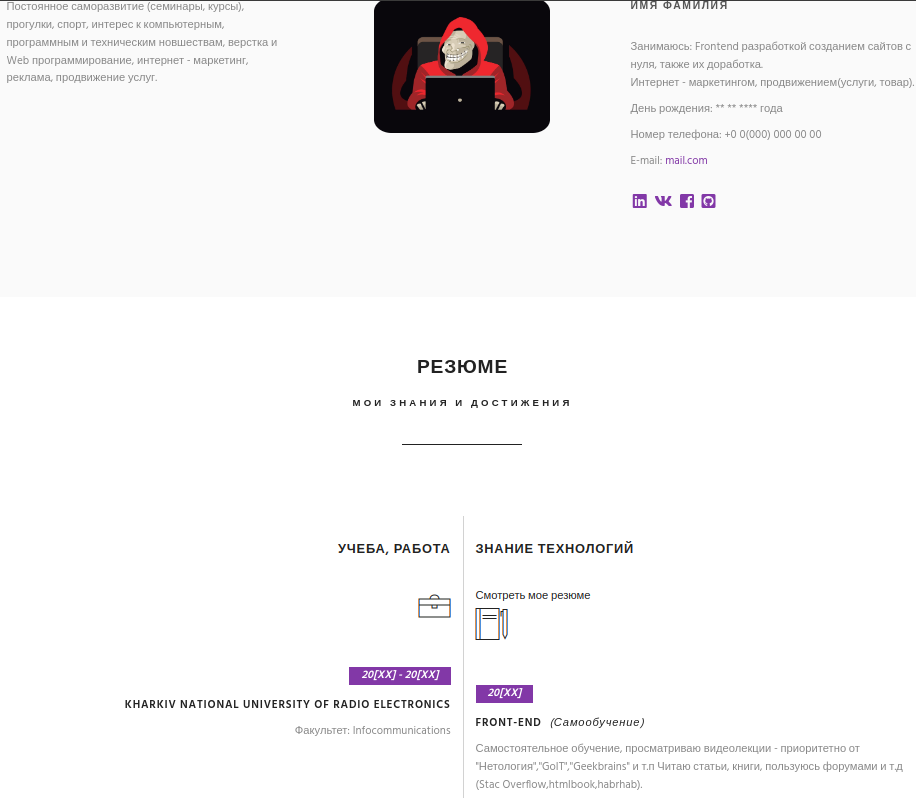 Постоянное саморазвитие (семинары, курсы),
прогулки, спорт, интерес к компьютерным,
программным и техническим новшествам, верстка и
Web программирование, интернет - маркетинг,
реклама, продвижение услуг.
ИМЯ ФАМИЛИЯ
Занимаюсь: Frontend разработкой созданием сайтов с
нуля, также их доработка.
Интернет - маркетингом, продвижением(услуги, товар).
День рождения: ** ** **** года
Номер телефона: +0 0(000) 000 00 00
E-mail: mail.com
РЕЗЮМЕ
МОИ ЗНАНИЯ И ДОСТИЖЕНИЯ
УЧЕБА, РАБОТА
20[XX] - 20[XX]
KHARKIV NATIONAL UNIVERSITY OF RADIO ELECTRONICS
Факультет: Infocommunications
ЗНАНИЕ ТЕХНОЛОГИЙ
Смотреть мое резюме
20[XX]
FRONT-END (Самообучение)
Самостоятельное обучение, просматриваю видеолекции - приоритетно от
"Нетология","GoIT","Geekbrains" и т.п Читаю статьи, книги, пользуюсь форумами и т.д
(Stac Overflow,htmlbook,habrhab).